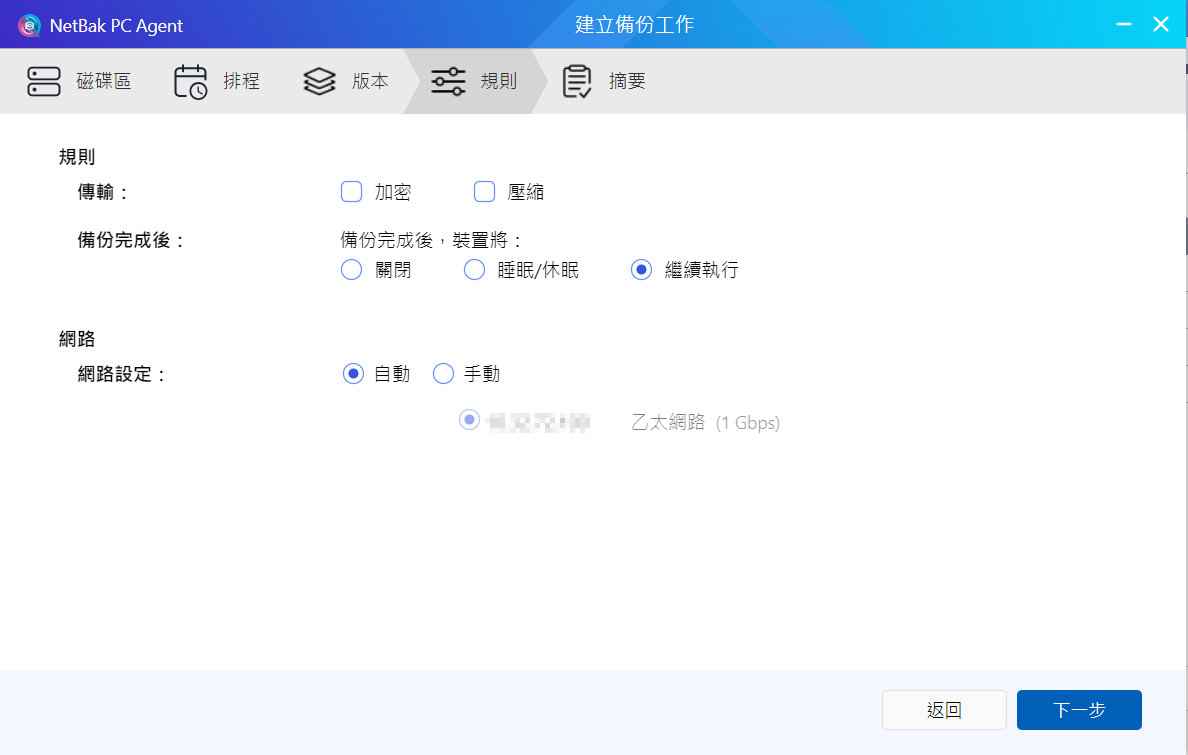 NetBak PC Agent 建立備份工作
磁碟區 排程 版本 規則 摘要
規則
傳輸： 加密 壓縮
備份完成後： 備份完成後，裝置將：
關閉 睡眠/休眠 繼續執行
網路
網路設定： 自動 手動
乙太網路 (1 Gbps)
返回 下一步